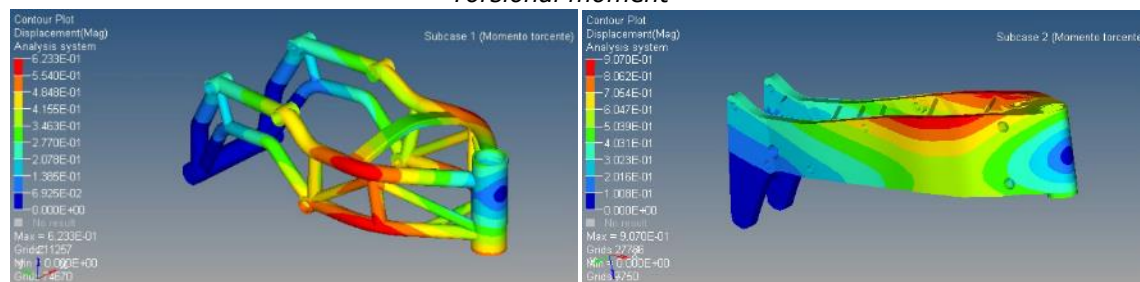 Torsional moment
Contour Plot
Displacement(Mag)
Analysis system
6.233E-01
5.540E-01
4.848E-01
4.155E-01
3.463E-01
2.770E-01
2.078E-01
1.385E-01
6.925E-02
0.000E+00
No result
Max = 6.233E-01
Grids 11257
Min = 0.000E+00
Subcase 1 (Momento torcente)
Contour Plot
Displacement(Mag)
Analysis system
9.070E-01
8.062E-01
7.054E-01
6.047E-01
5.039E-01
4.031E-01
3.023E-01
2.016E-01
1.008E-01
0.000E+00
No result
Max = 9.070E-01
Grids 27786
Min = 0.000E+00
Grids 9750
Subcase 2 (Momento torcente)